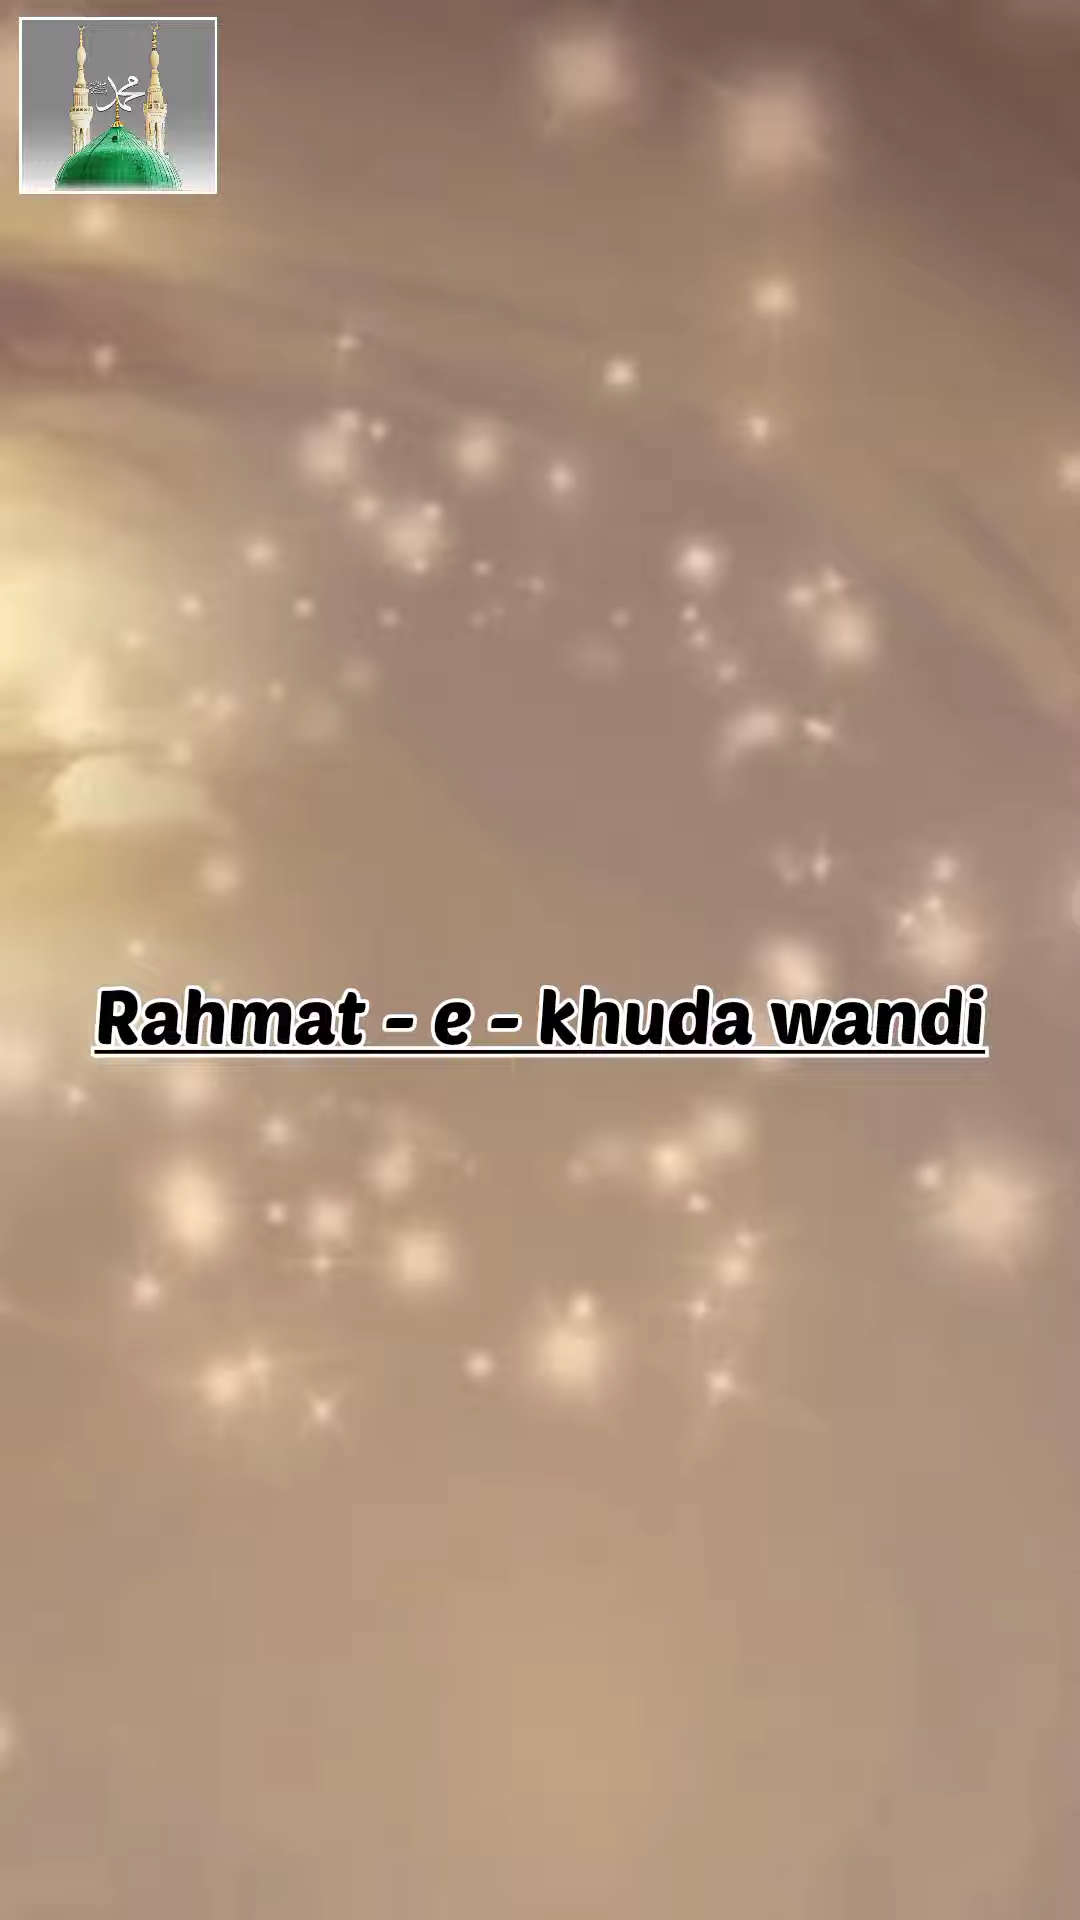 محمد
Rahmat - e - khuda wandi